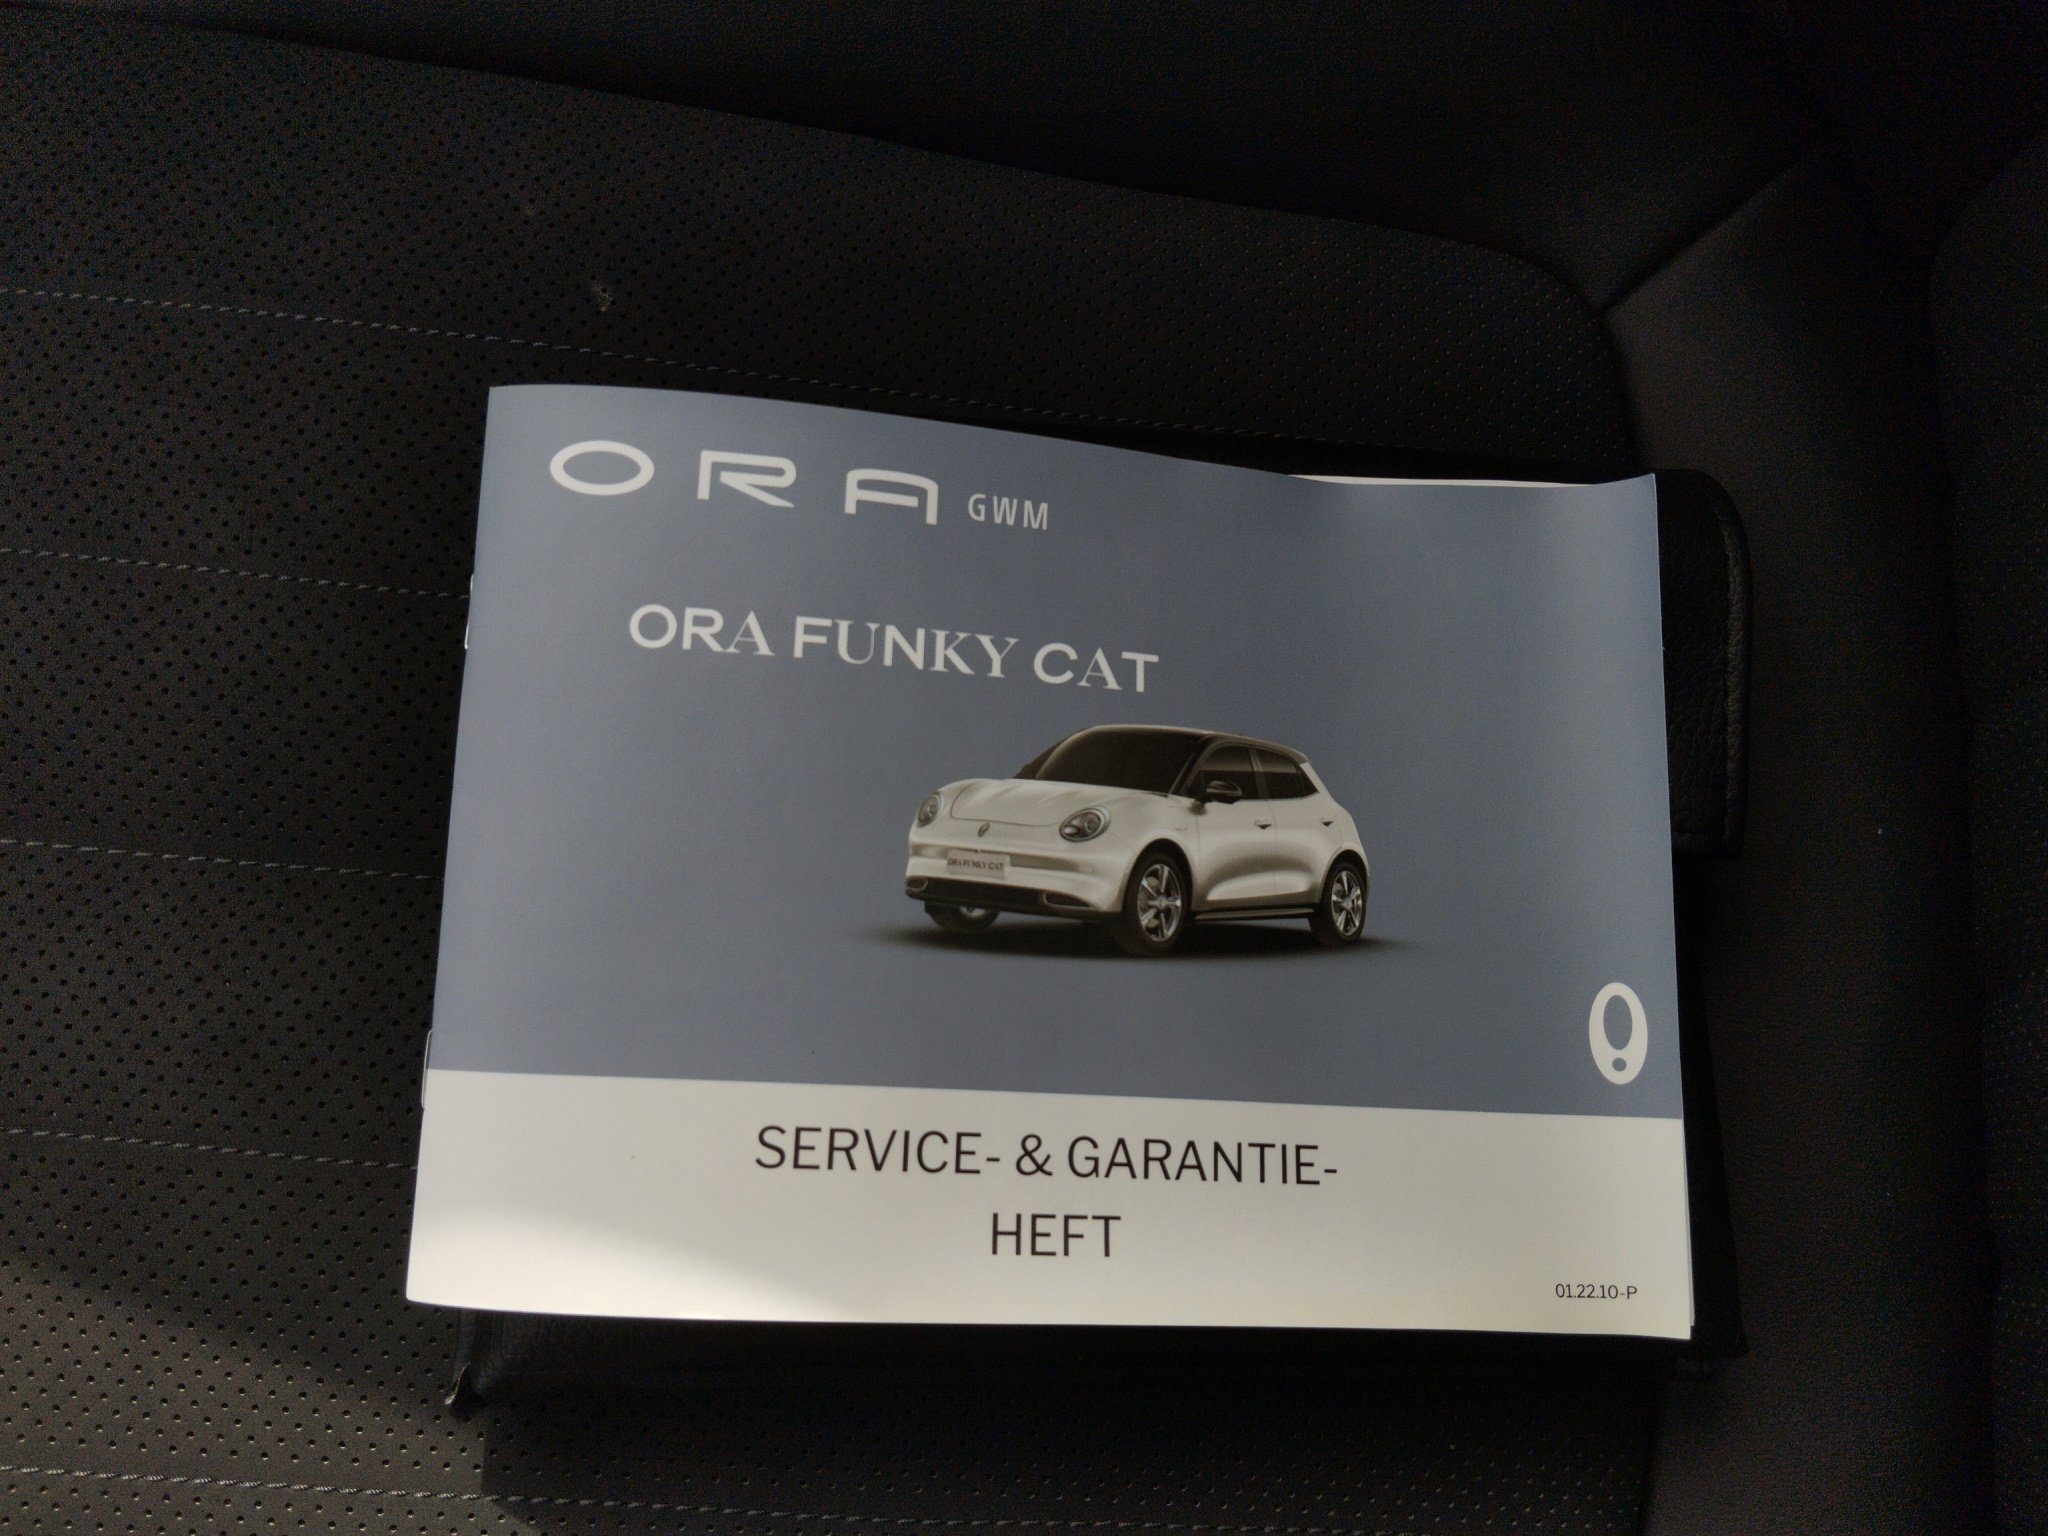 ORA GWM
ORA FUNKY CAT
ORA FUNKY CAT
SERVICE- & GARANTIE-
HEFT
01.22.10-P